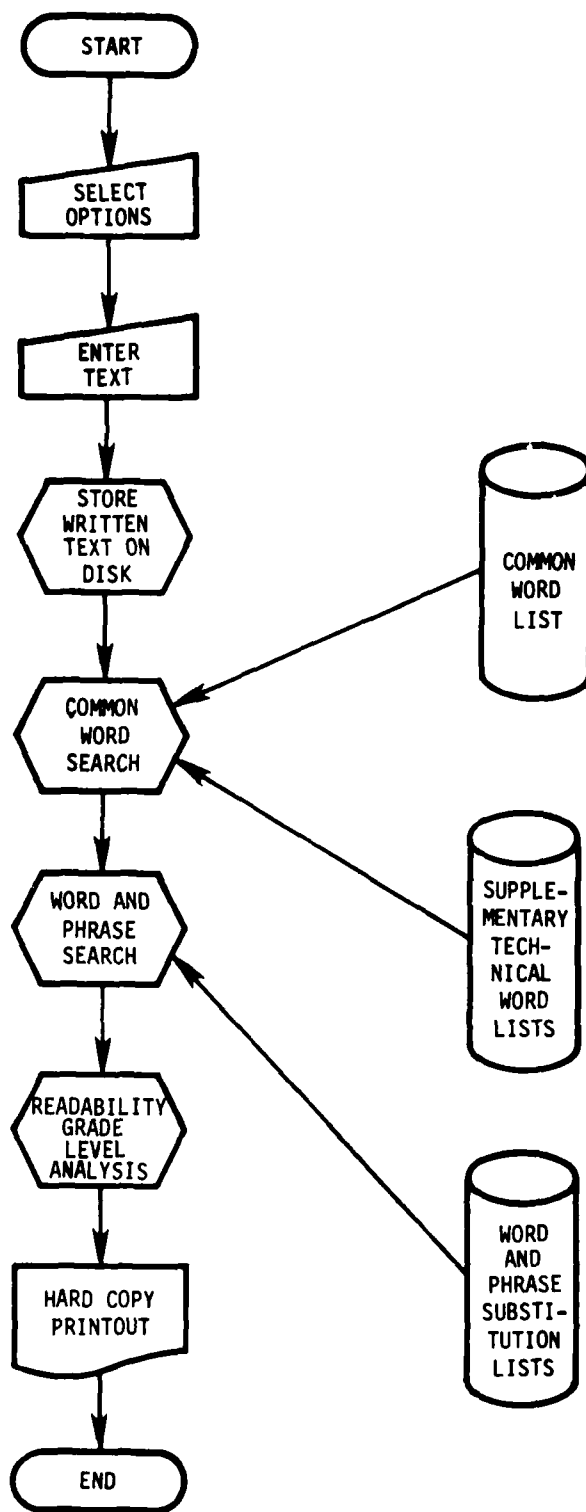 START
SELECT
OPTIONS
ENTER
TEXT
STORE
WRITTEN
TEXT ON
DISK
COMMON
WORD
LIST
COMMON
WORD
SEARCH
SUPPLE-
MENTARY
TECH-
NICAL
WORD
LISTS
WORD AND
PHRASE
SEARCH
READABILITY
GRADE
LEVEL
ANALYSIS
WORD
AND
PHRASE
SUBSTI-
TUTION
LISTS
HARD COPY
PRINTOUT
END